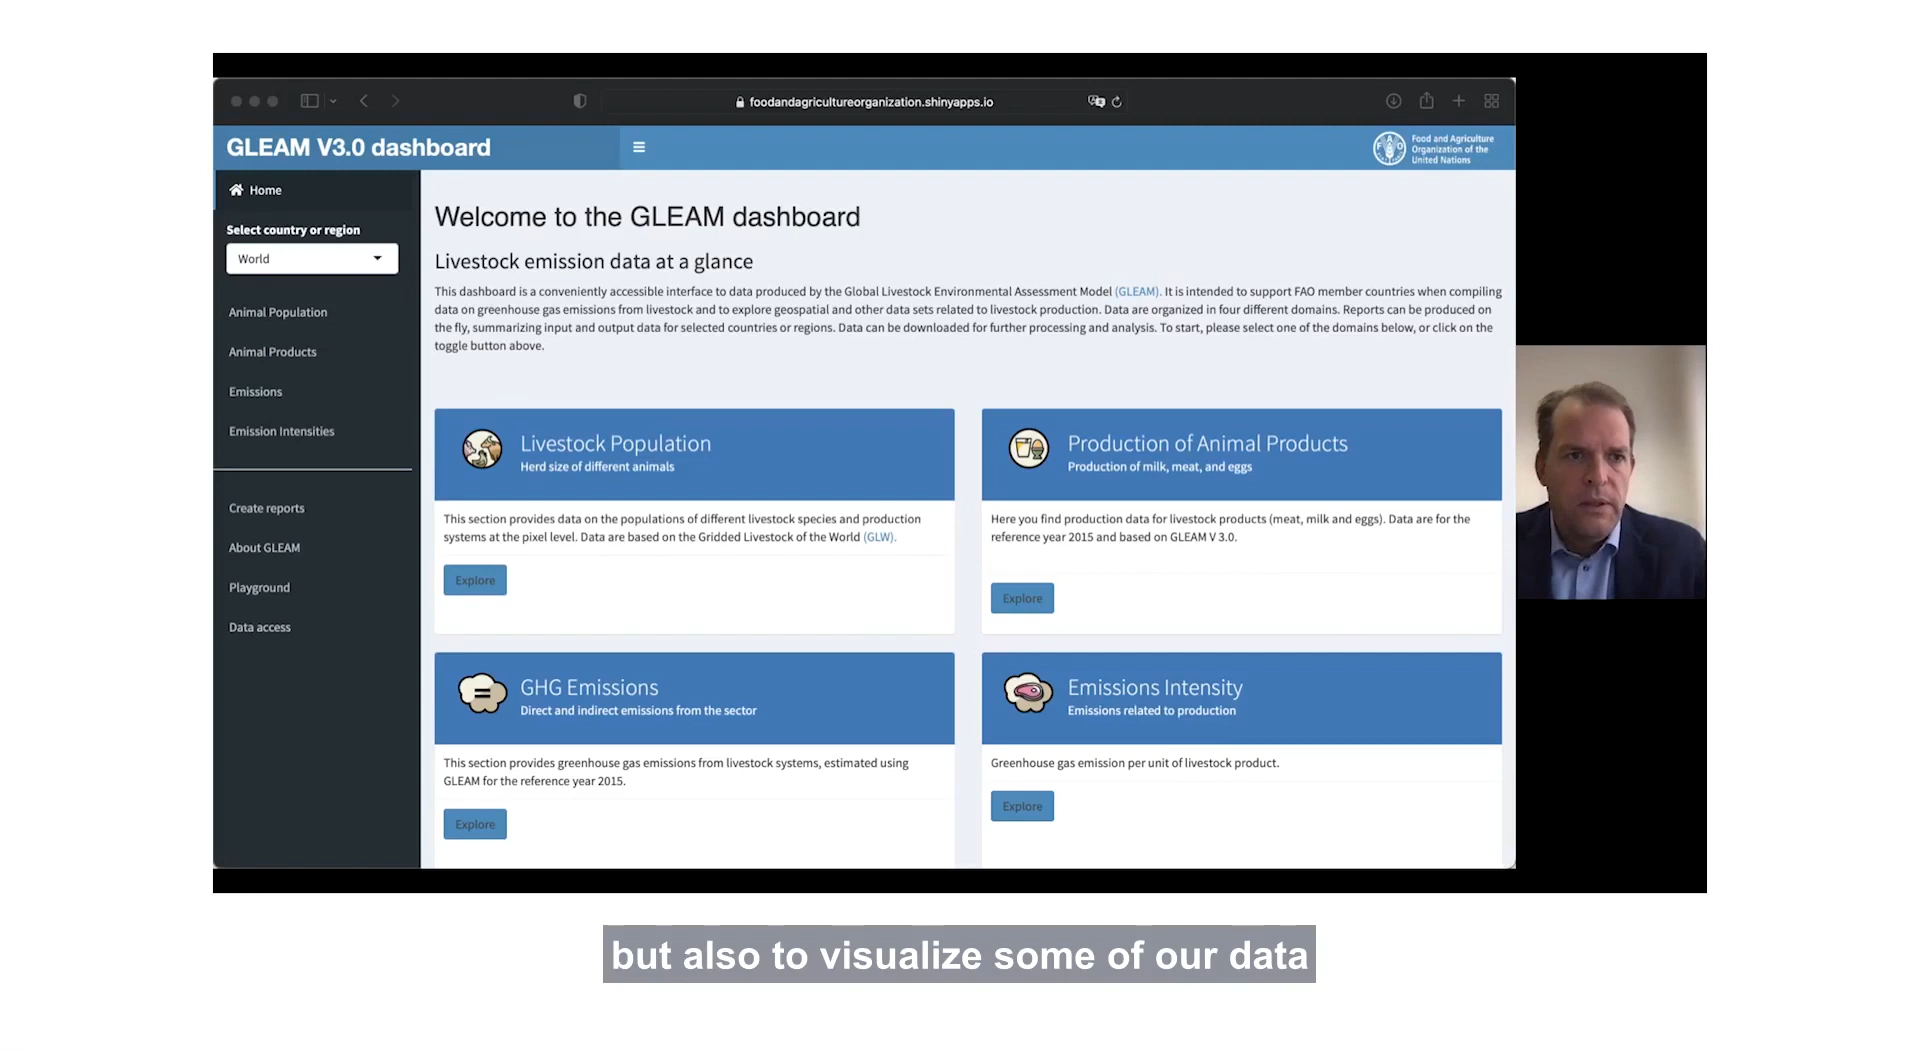 foodandagricultureorganization.shinyapps.io
GLEAM V3.0 dashboard
FAO
Food and Agriculture
Organization of the
United Nations
Home
Select country or region
World
Animal Population
Animal Products
Emissions
Emission Intensities
Create reports
About GLEAM
Playground
Data access
Welcome to the GLEAM dashboard
Livestock emission data at a glance
This dashboard is a conveniently accessible interface to data produced by the Global Livestock Environmental Assessment Model (GLEAM). It is intended to support FAO member countries when compiling
data on greenhouse gas emissions from livestock and to explore geospatial and other data sets related to livestock production. Data are organized in four different domains. Reports can be produced on
the fly, summarizing input and output data for selected countries or regions. Data can be downloaded for further processing and analysis. To start, please select one of the domains below, or click on the
toggle button above.
Livestock Population
Herd size of different animals
This section provides data on the populations of different livestock species and production
systems at the pixel level. Data are based on the Gridded Livestock of the World (GLW).
Explore
Production of Animal Products
Production of milk, meat, and eggs
Here you find production data for livestock products (meat, milk and eggs). Data are for the
reference year 2015 and based on GLEAM V 3.0.
Explore
GHG Emissions
Direct and indirect emissions from the sector
This section provides greenhouse gas emissions from livestock systems, estimated using
GLEAM for the reference year 2015.
Explore
Emissions Intensity
Emissions related to production
Greenhouse gas emission per unit of livestock product.
Explore
but also to visualize some of our data